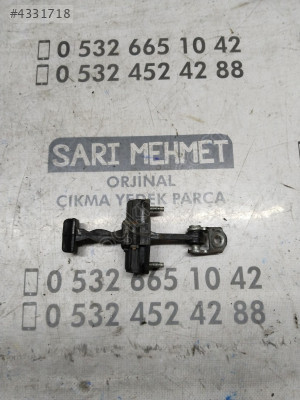 #4331718
0 532 665 10 42
0 532 452 42 88
SARI MEHMET
ORJİNAL
ÇIKMA YEDEK PARÇA
0 532 665 10 42
0 532 452 42 88